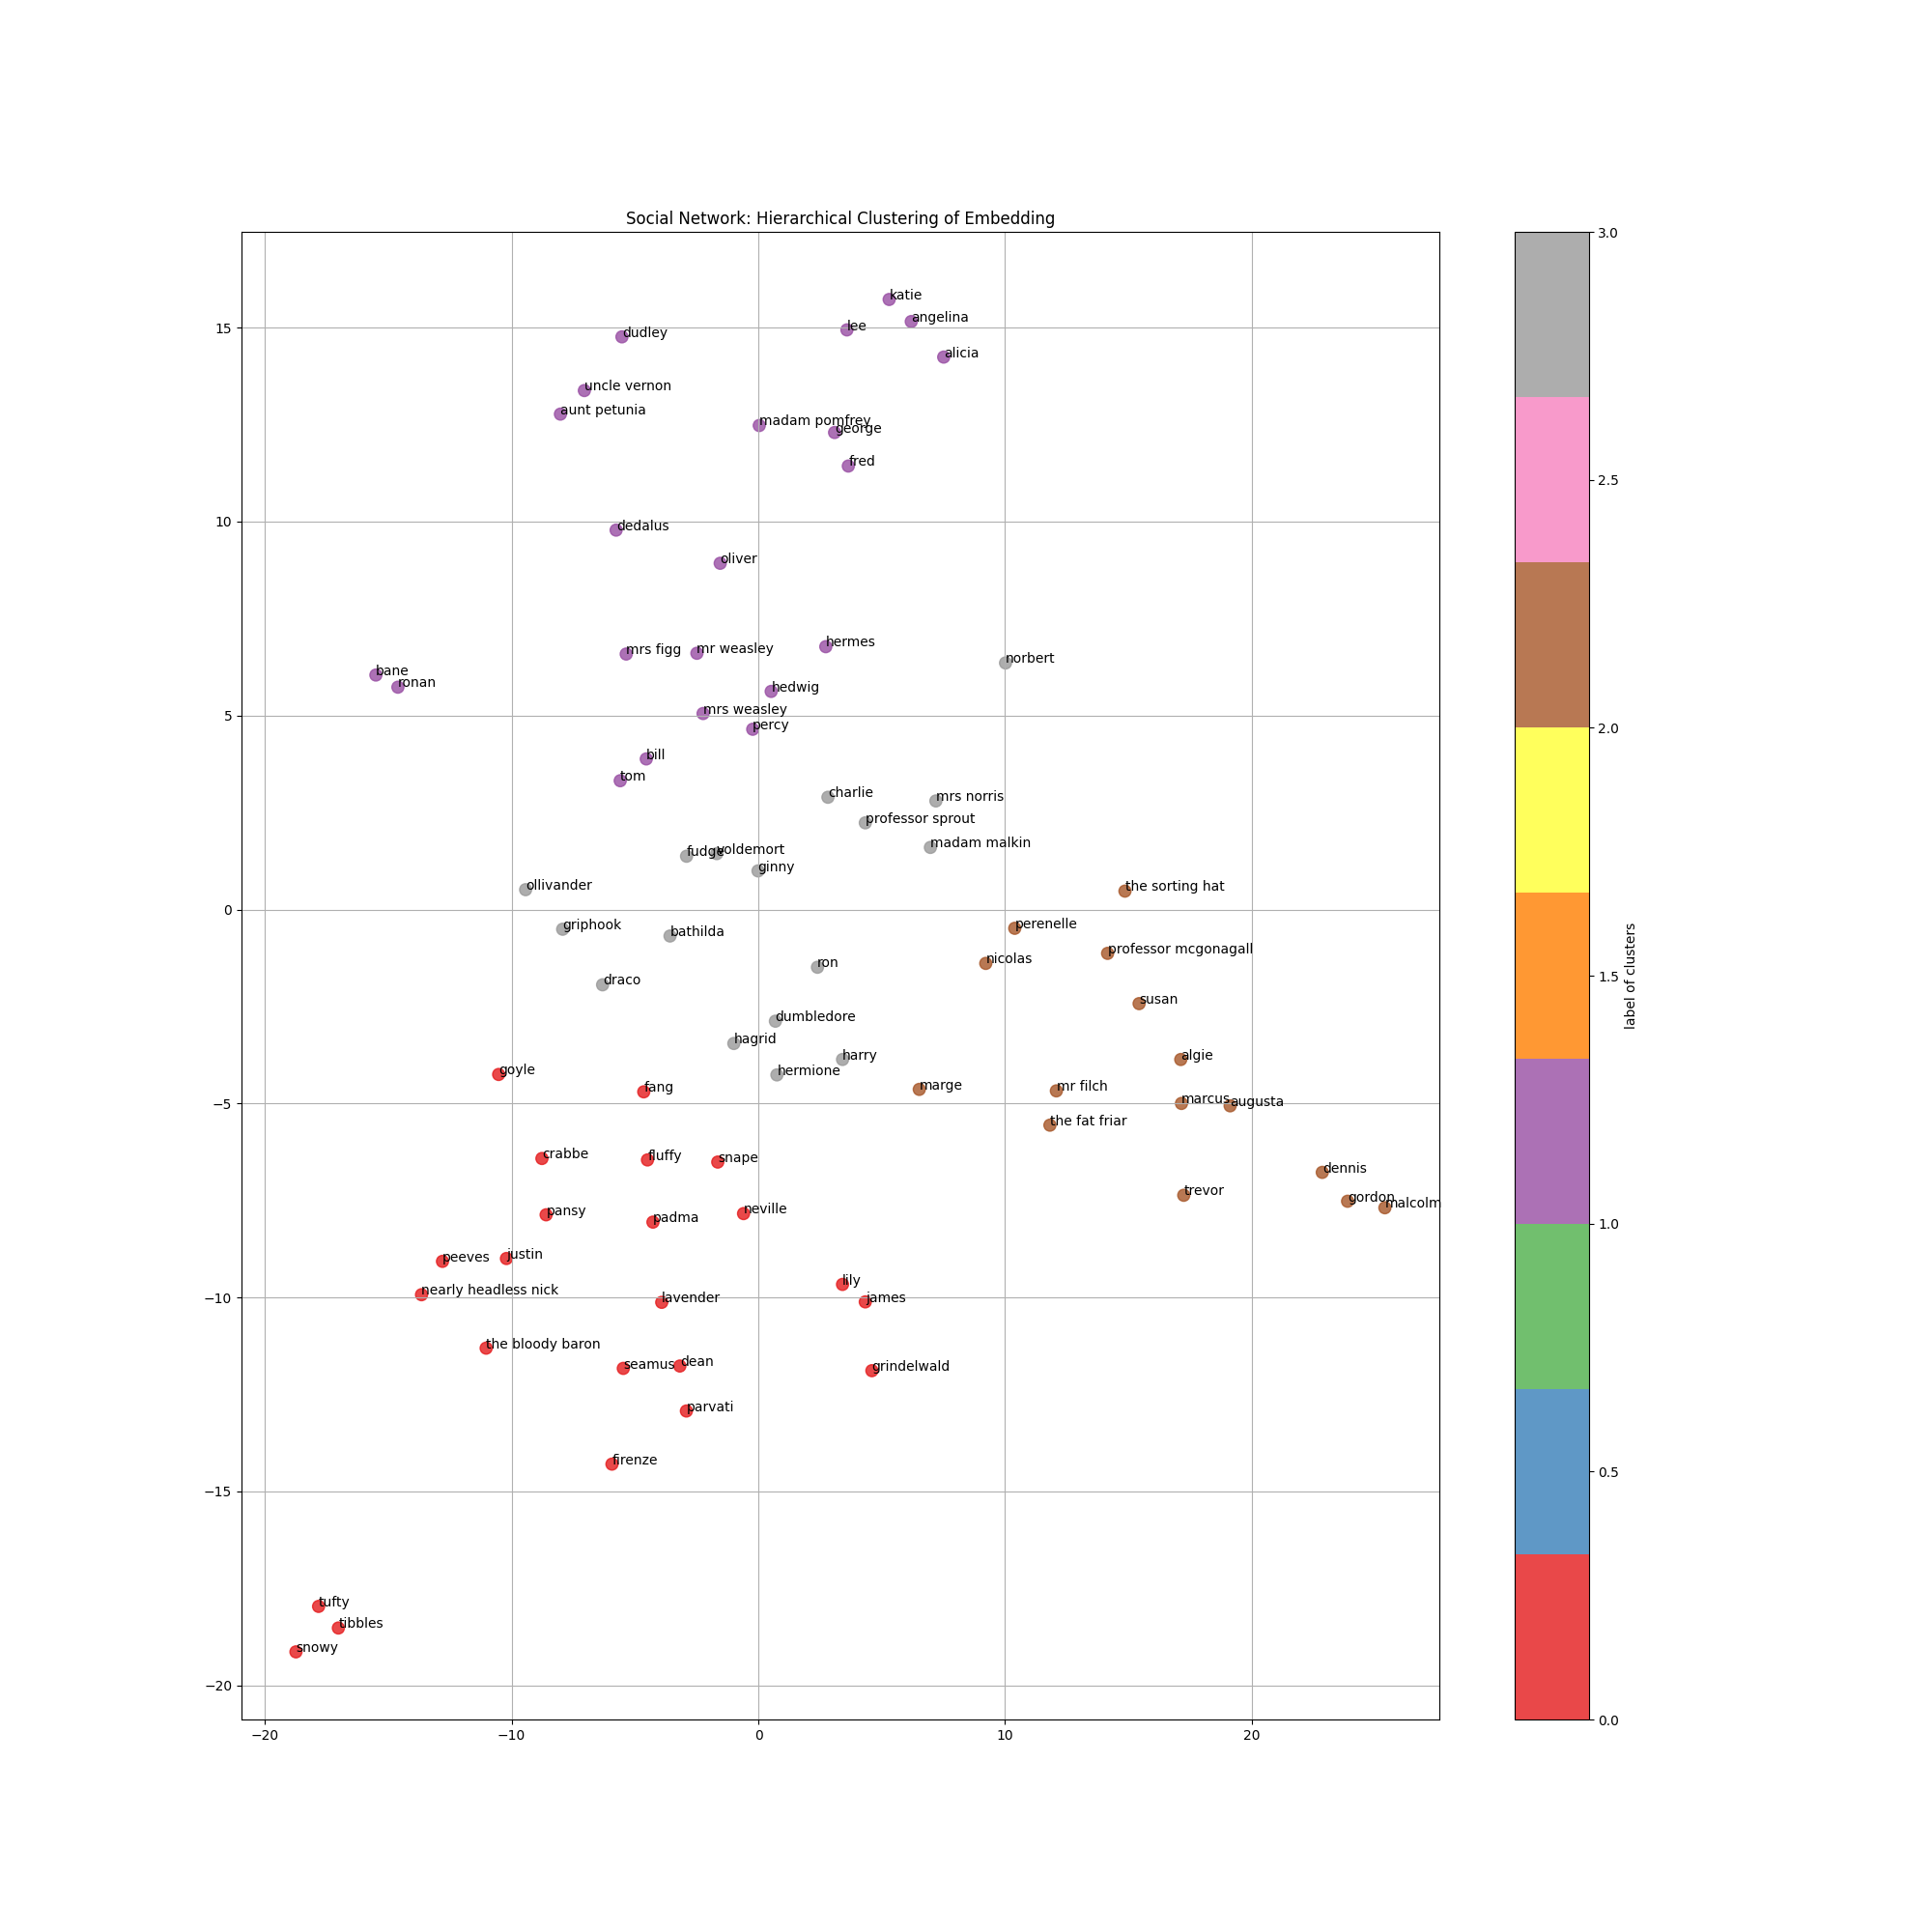 Social Network: Hierarchical Clustering of Embedding
katie
angelina
lee
dudley
alicia
uncle vernon
aunt petunia
madam pomfrey
george
fred
dedalus
oliver
hermes
mrs figg
mr weasley
norbert
bane
ronan
hedwig
mrs weasley
percy
bill
tom
charlie
mrs norris
professor sprout
madam malkin
fudge
voldemort
ginny
ollivander
the sorting hat
griphook
perenelle
bathilda
professor mcgonagall
ron
nicolas
draco
susan
dumbledore
hagrid
harry
algie
goyle
hermione
fang
marge
mr filch
marcus
augusta
the fat friar
crabbe
fluffy
snape
dennis
trevor
gordon
malcolm
pansy
padma
neville
peeves
justin
nearly headless nick
lily
lavender
james
the bloody baron
seamus
dean
grindelwald
parvati
firenze
tufty
tibbles
snowy
15
10
5
0
−5
−10
−15
−20
−20
−10
0
10
20
3.0
2.5
2.0
1.5
1.0
0.5
0.0
label of clusters